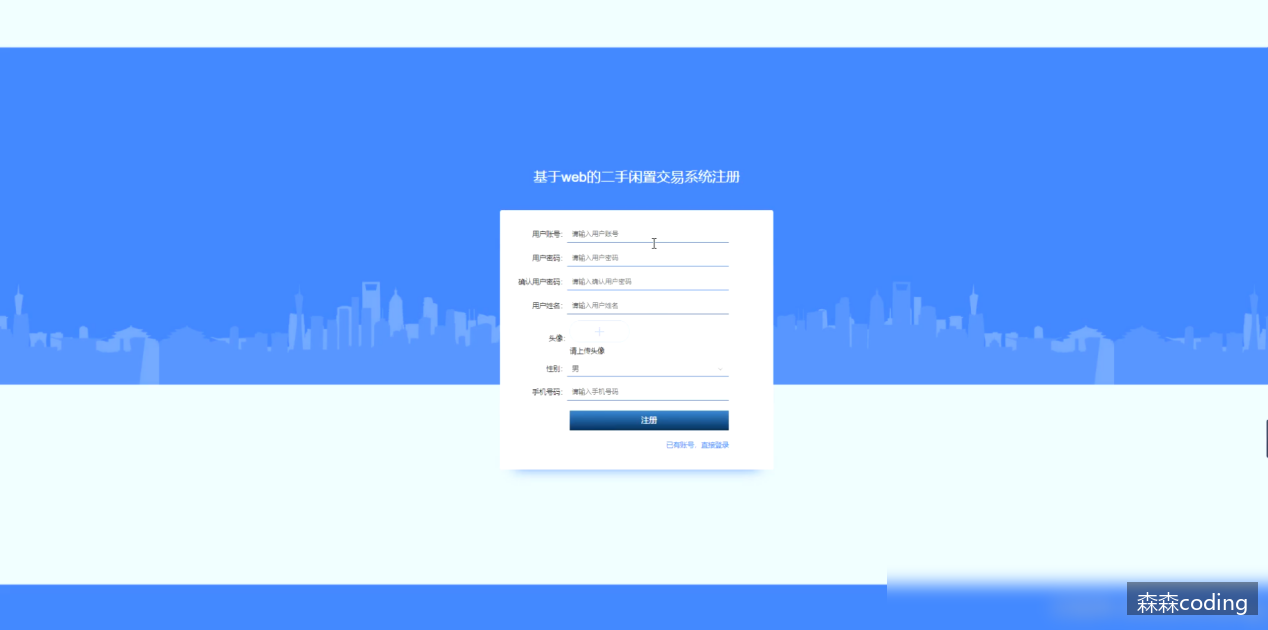 基于web的二手闲置交易系统注册
用户账号: 请输入用户账号
用户密码: 请输入用户密码
确认用户密码: 请输入确认用户密码
用户姓名: 请输入用户姓名
头像:
请上传头像
性别: 男
手机号码: 请输入手机号码
注册
已有账号，直接登录
森森coding